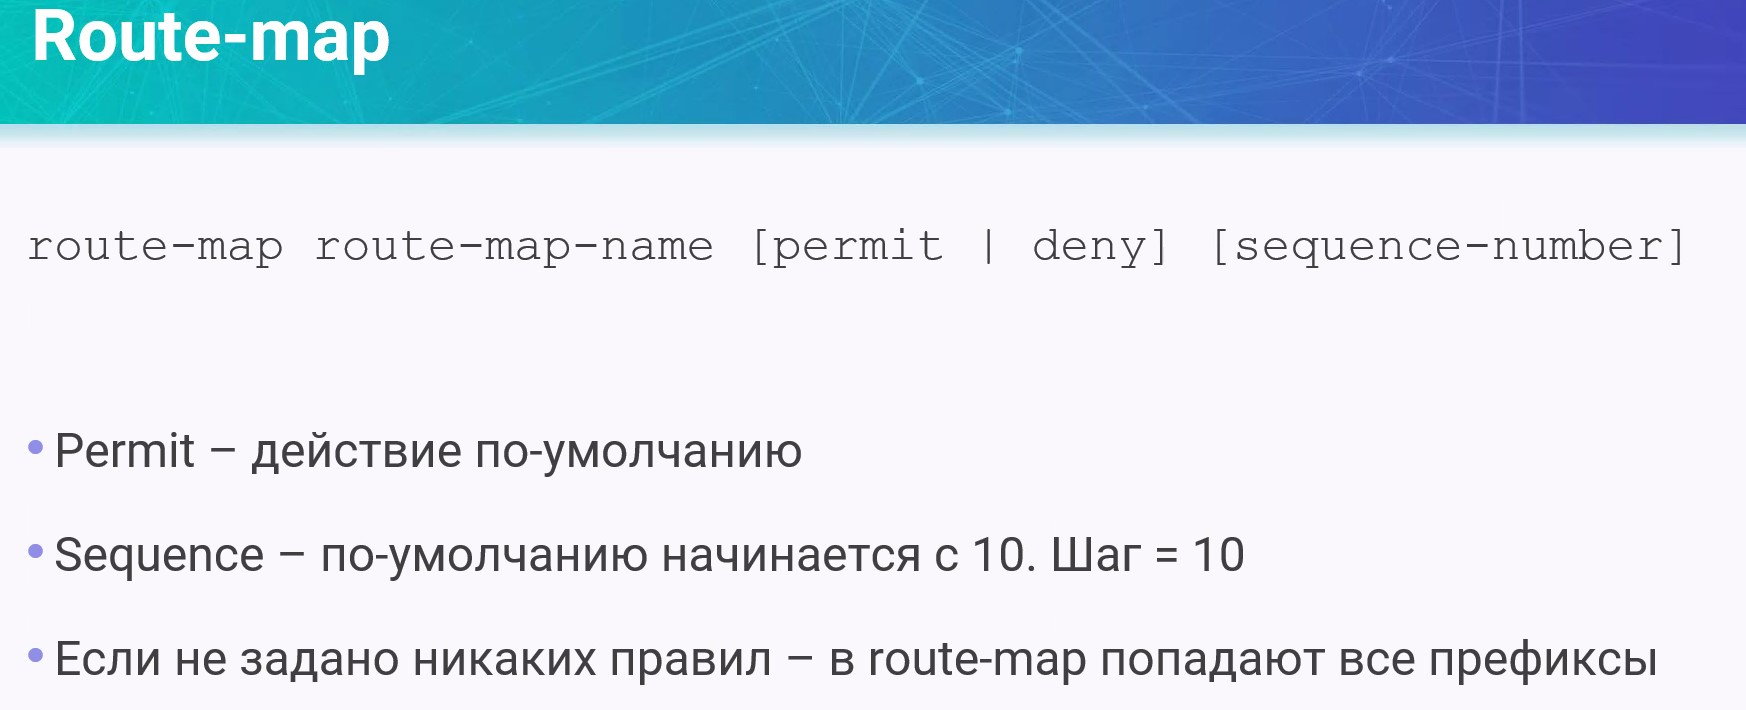 Route-map
route-map route-map-name [permit | deny] [sequence-number]
• Permit – действие по-умолчанию
• Sequence – по-умолчанию начинается с 10. Шаг = 10
• Если не задано никаких правил – в route-map попадают все префиксы